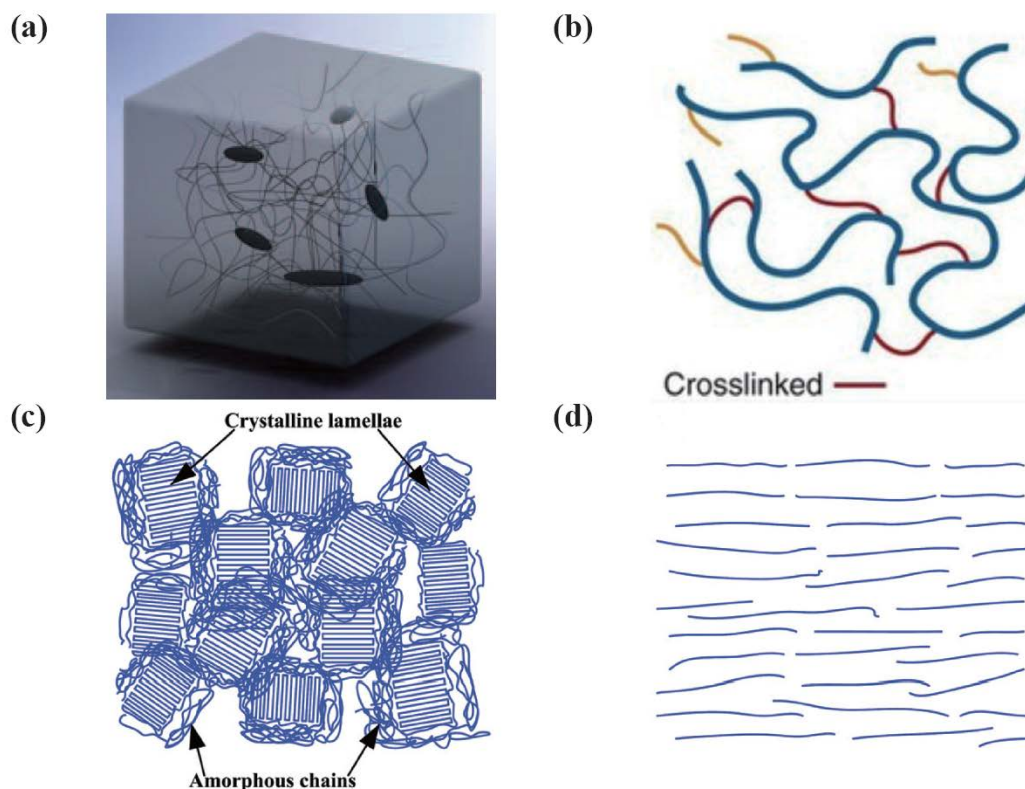 (a)
(b)
Crosslinked
(c)
Crystalline lamellae
Amorphous chains
(d)